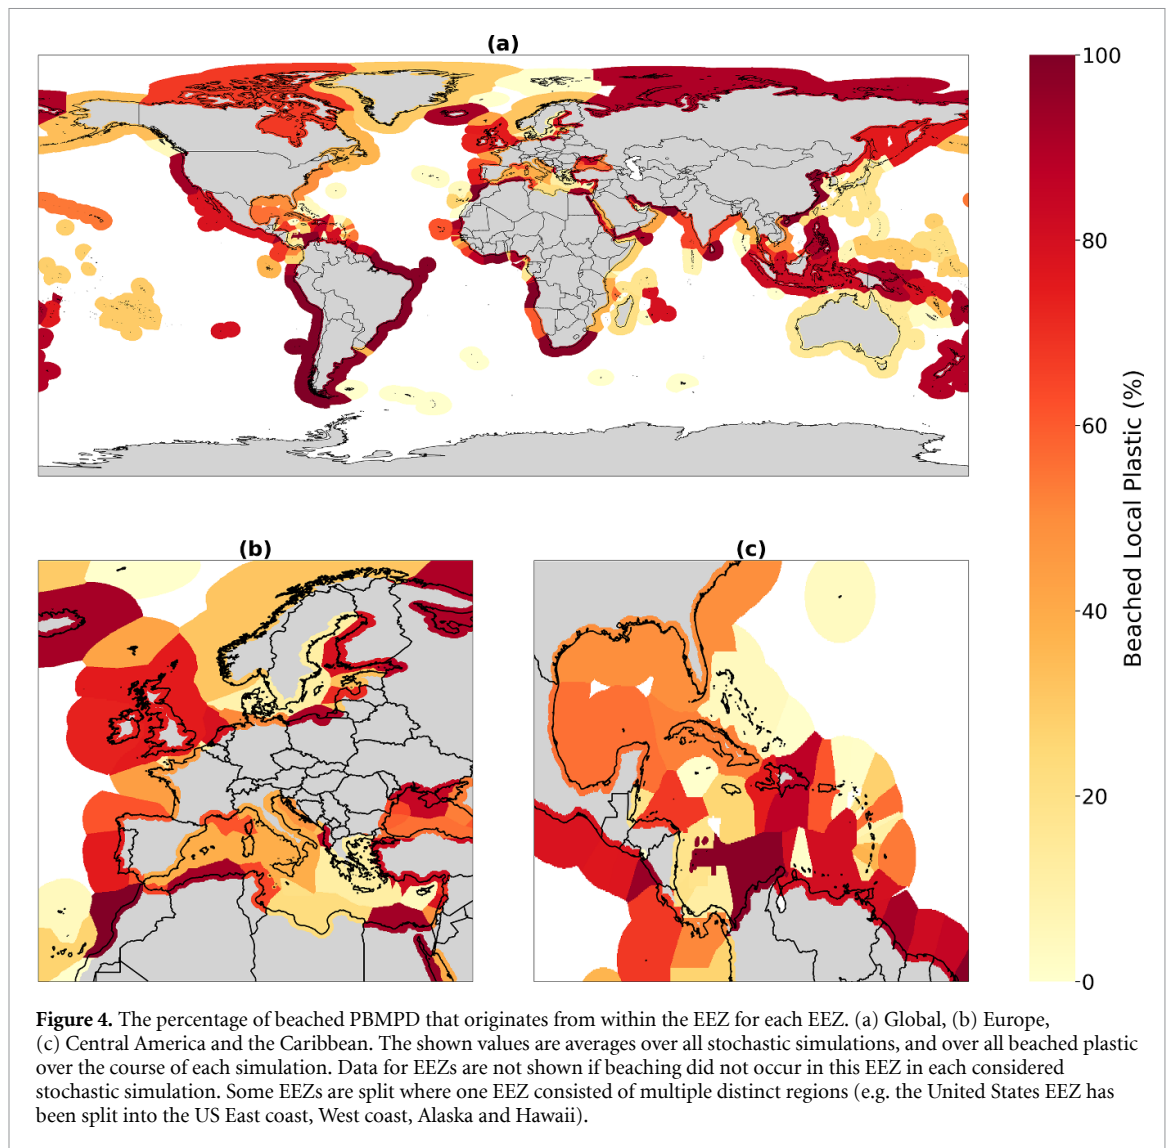 (a)
100
80
60
40
20
0
Beached Local Plastic (%)
(b)
(c)
Figure 4. The percentage of beached PBMPD that originates from within the EEZ for each EEZ. (a) Global, (b) Europe,
(c) Central America and the Caribbean. The shown values are averages over all stochastic simulations, and over all beached plastic
over the course of each simulation. Data for EEZs are not shown if beaching did not occur in this EEZ in each considered
stochastic simulation. Some EEZs are split where one EEZ consisted of multiple distinct regions (e.g. the United States EEZ has
been split into the US East coast, West coast, Alaska and Hawaii).